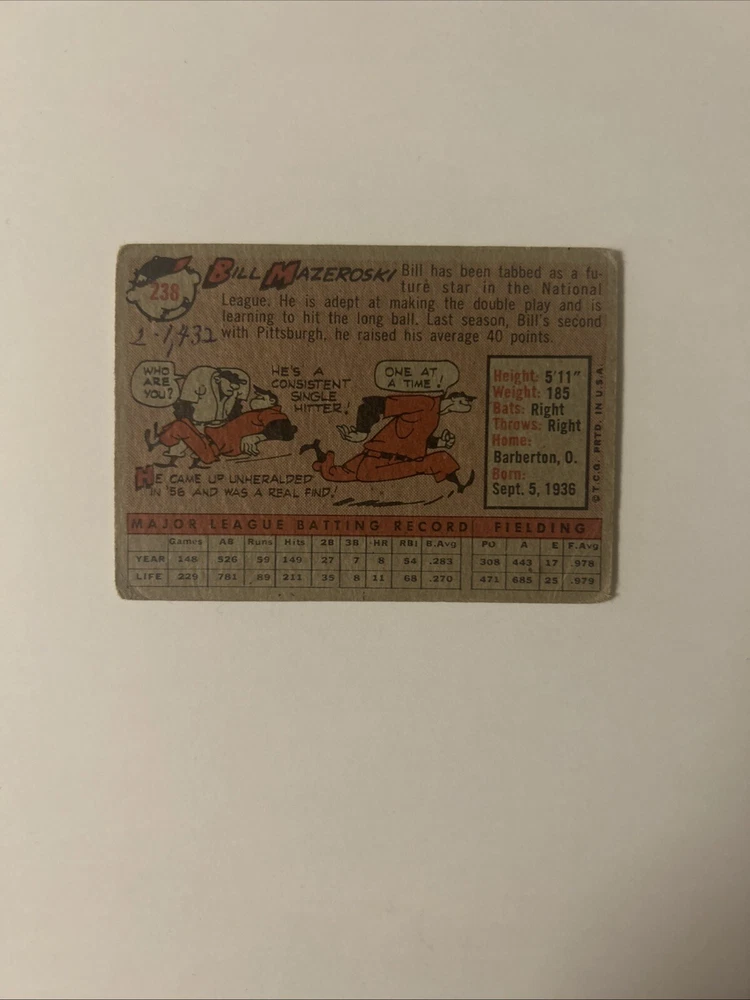 238
BILL MAZEROSKI
Bill has been tabbed as a fu-
ture star in the National
League. He is adept at making the double play and is
learning to hit the long ball. Last season, Bill's second
with Pittsburgh, he raised his average 40 points.
2-1,432
WHO
ARE
YOU?
HE'S A
CONSISTENT
SINGLE
HITTER!
ONE AT
A TIME!
HE CAME UP UNHERALDED
IN '56 AND WAS A REAL FIND!
Height: 5'11"
Weight: 185
Bats: Right
Throws: Right
Home:
Barberton, O.
Born:
Sept. 5, 1936
©T.C.G. PRTD. IN U.S.A.
MAJOR LEAGUE BATTING RECORD FIELDING
Games AB Runs Hits 2B 3B HR RBI B.Avg PO A E F.Avg
YEAR 148 526 59 149 27 7 8 54 .283 308 443 17 .978
LIFE 229 781 89 211 35 8 11 68 .270 471 685 25 .979